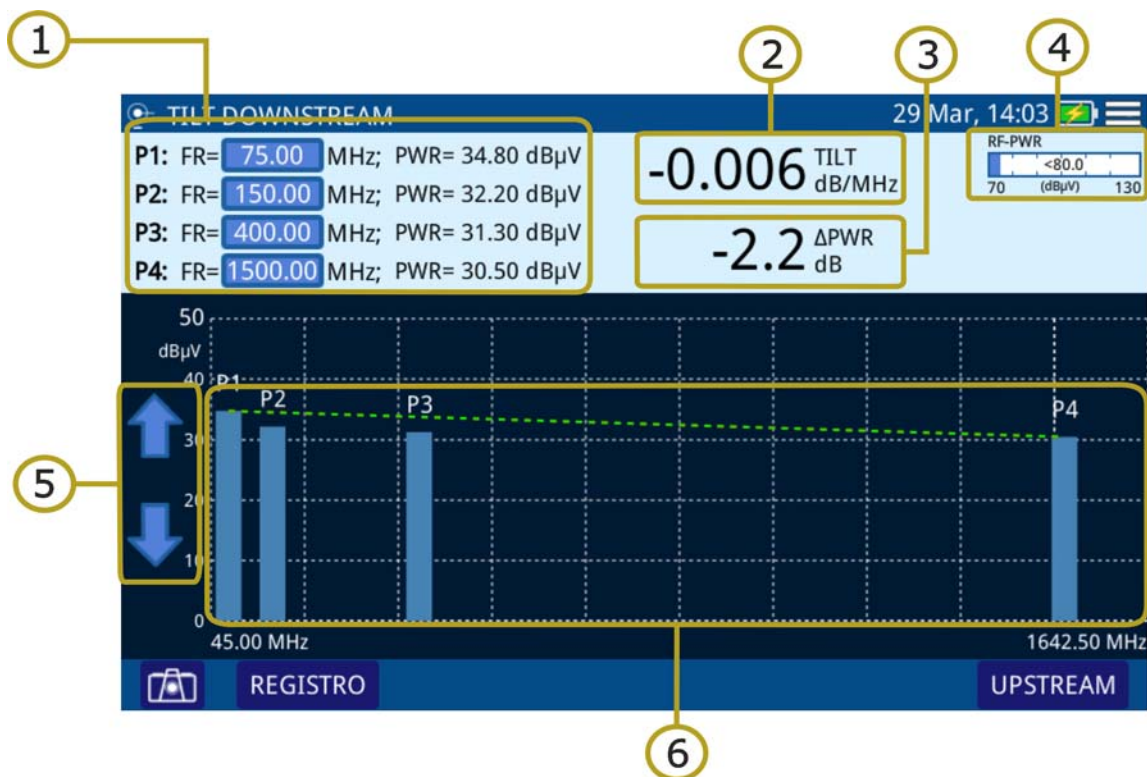 1
2
3
4
TILT DOWNSTREAM
29 Mar, 14:03
P1: FR= 75.00 MHz; PWR= 34.80 dBµV
P2: FR= 150.00 MHz; PWR= 32.20 dBµV
P3: FR= 400.00 MHz; PWR= 31.30 dBµV
P4: FR= 1500.00 MHz; PWR= 30.50 dBµV
-0.006 TILT dB/MHz
-2.2 ΔPWR dB
RF-PWR
<80.0
70 (dBµV) 130
50
dBµV
40
P1
P2
P3
P4
30
5
20
10
0
45.00 MHz
1642.50 MHz
REGISTRO
UPSTREAM
6